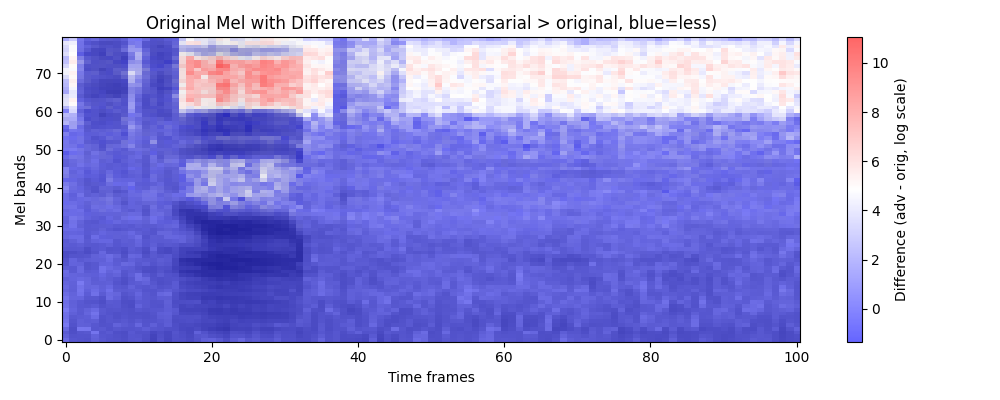 Original Mel with Differences (red=adversarial > original, blue=less)
Mel bands
70
60
50
40
30
20
10
0
0 20 40 60 80 100
Time frames
10
8
6
4
2
0
Difference (adv - orig, log scale)